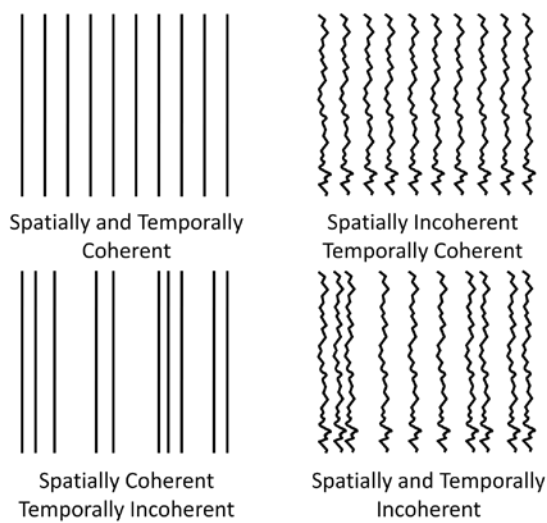 Spatially and Temporally
Coherent
Spatially Incoherent
Temporally Coherent
Spatially Coherent
Temporally Incoherent
Spatially and Temporally
Incoherent